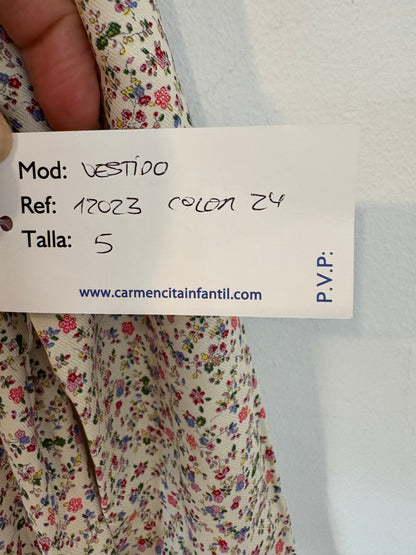 Mod: VESTIDO
Ref: 12023 COLOR 24
Talla: 5
www.carmencitainfantil.com
P.V.P: